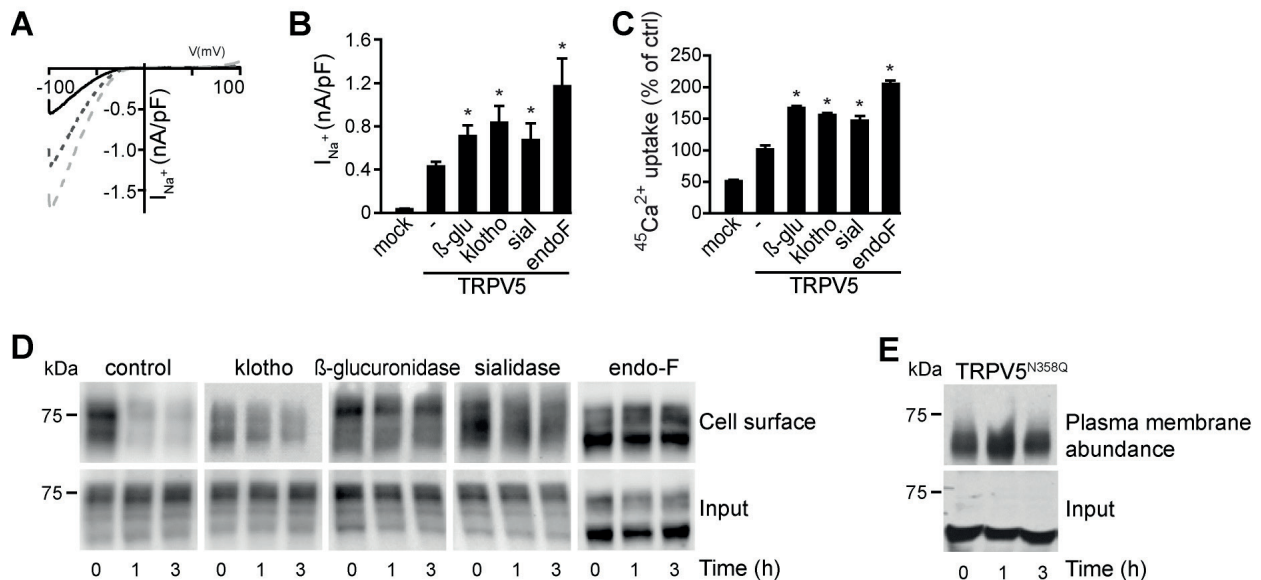 A
V(mV)
-100
100
-0.5
-1.0
-1.5
I Na+ (nA/pF)
B
I Na+ (nA/pF)
1.6
1.2
0.8
0.4
0
* * * *
mock - ß-glu klotho sial endoF
TRPV5
C
45Ca2+ uptake (% of ctrl)
250
200
150
100
50
0
* * * *
mock - ß-glu klotho sial endoF
TRPV5
D
kDa control klotho ß-glucuronidase sialidase endo-F
75
Cell surface
75
Input
0 1 3 0 1 3 0 1 3 0 1 3 0 1 3 Time (h)
E
kDa TRPV5N358Q
75
Plasma membrane
abundance
75
Input
0 1 3 Time (h)